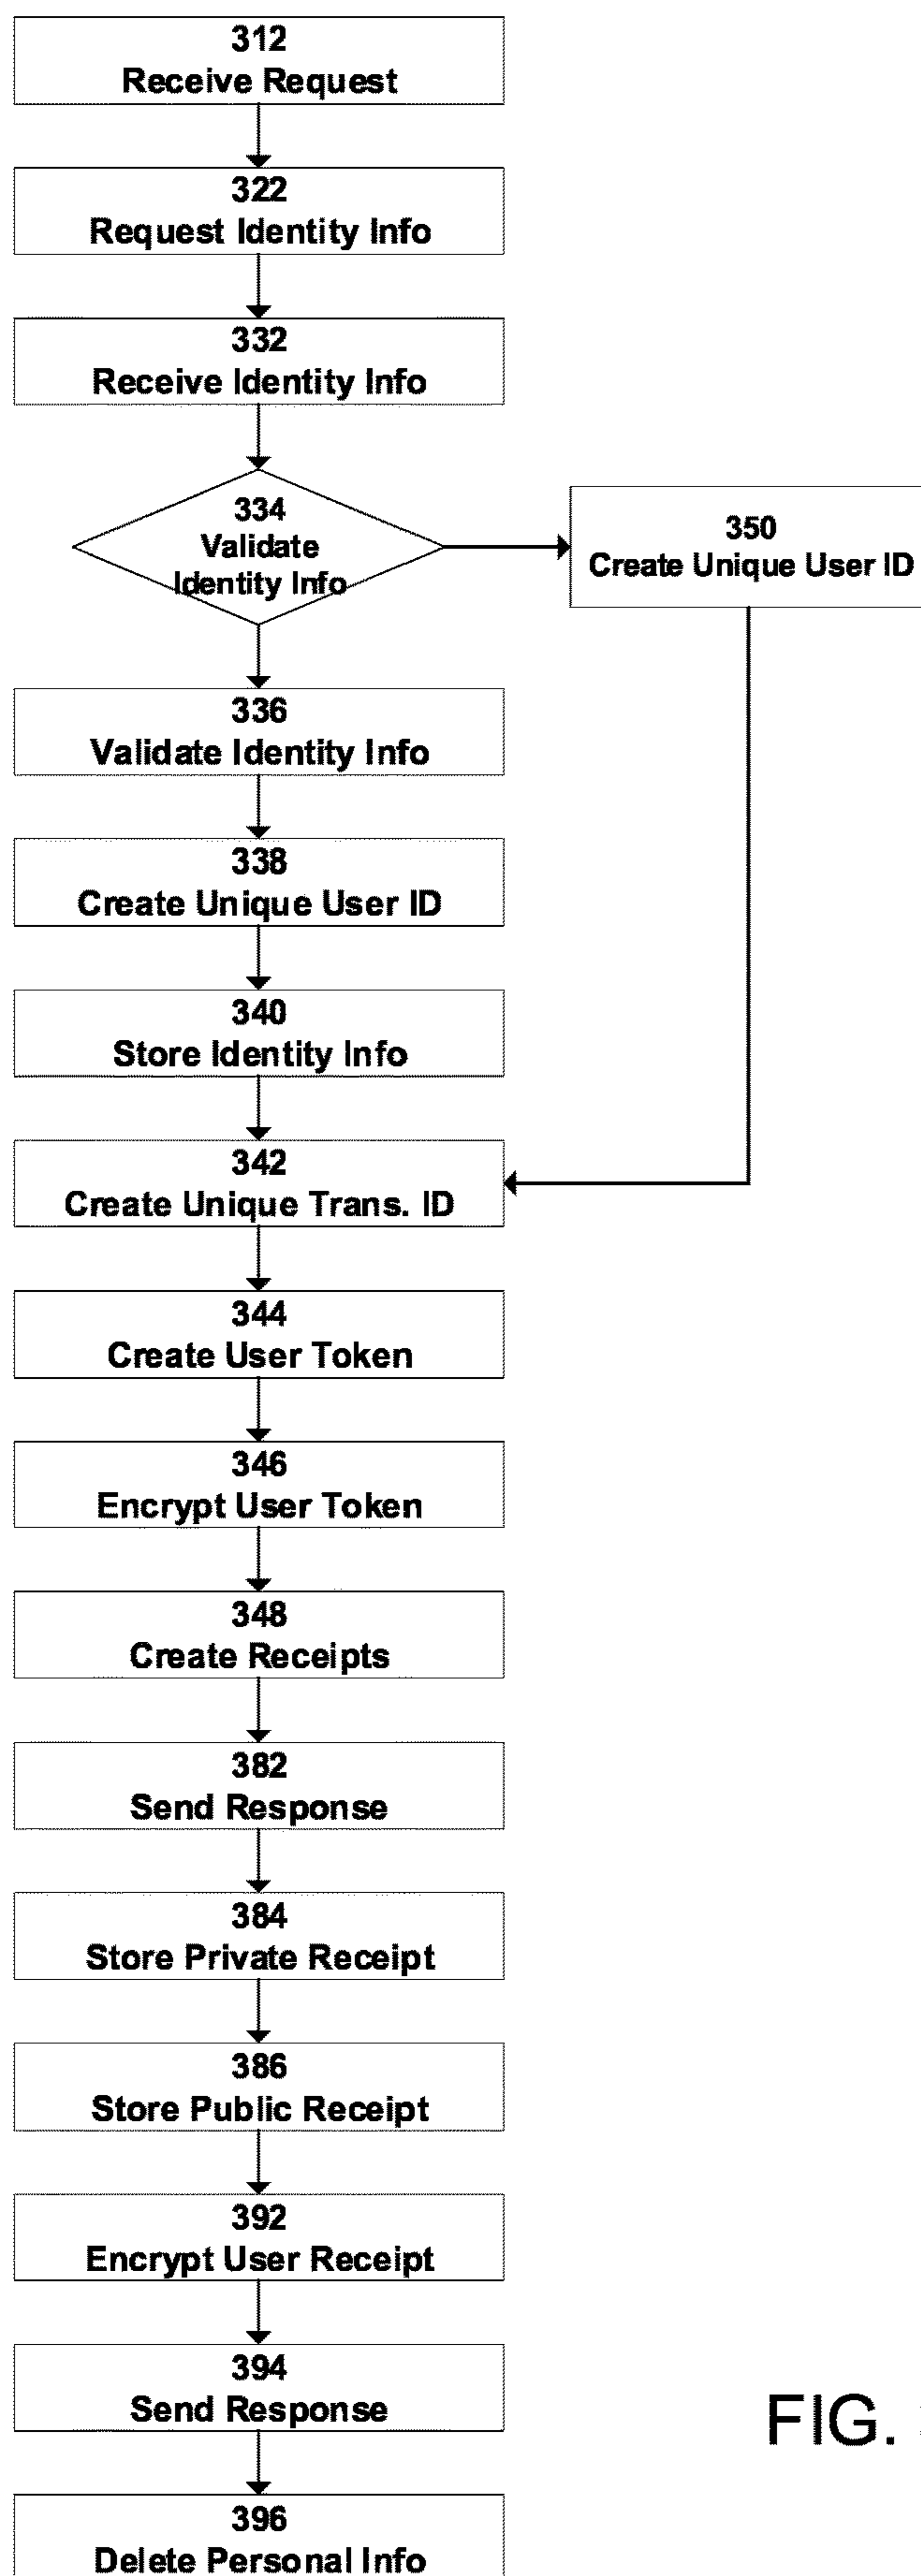 312
Receive Request
322
Request Identity Info
332
Receive Identity Info
334
Validate
Identity Info
350
Create Unique User ID
336
Validate Identity Info
338
Create Unique User ID
340
Store Identity Info
342
Create Unique Trans. ID
344
Create User Token
346
Encrypt User Token
348
Create Receipts
382
Send Response
384
Store Private Receipt
386
Store Public Receipt
392
Encrypt User Receipt
394
Send Response
FIG.
396
Delete Personal Info